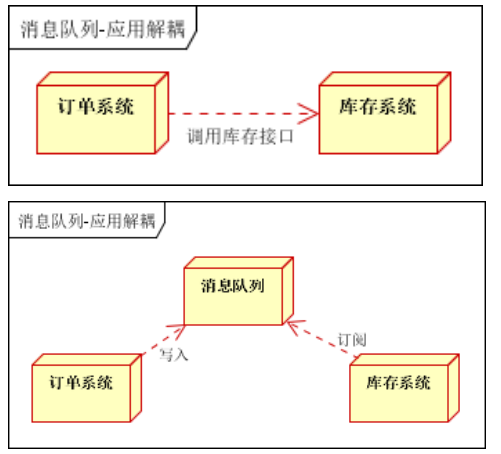 消息队列-应用解耦
订单系统
库存系统
调用库存接口
消息队列-应用解耦
消息队列
写入
订阅
订单系统
库存系统